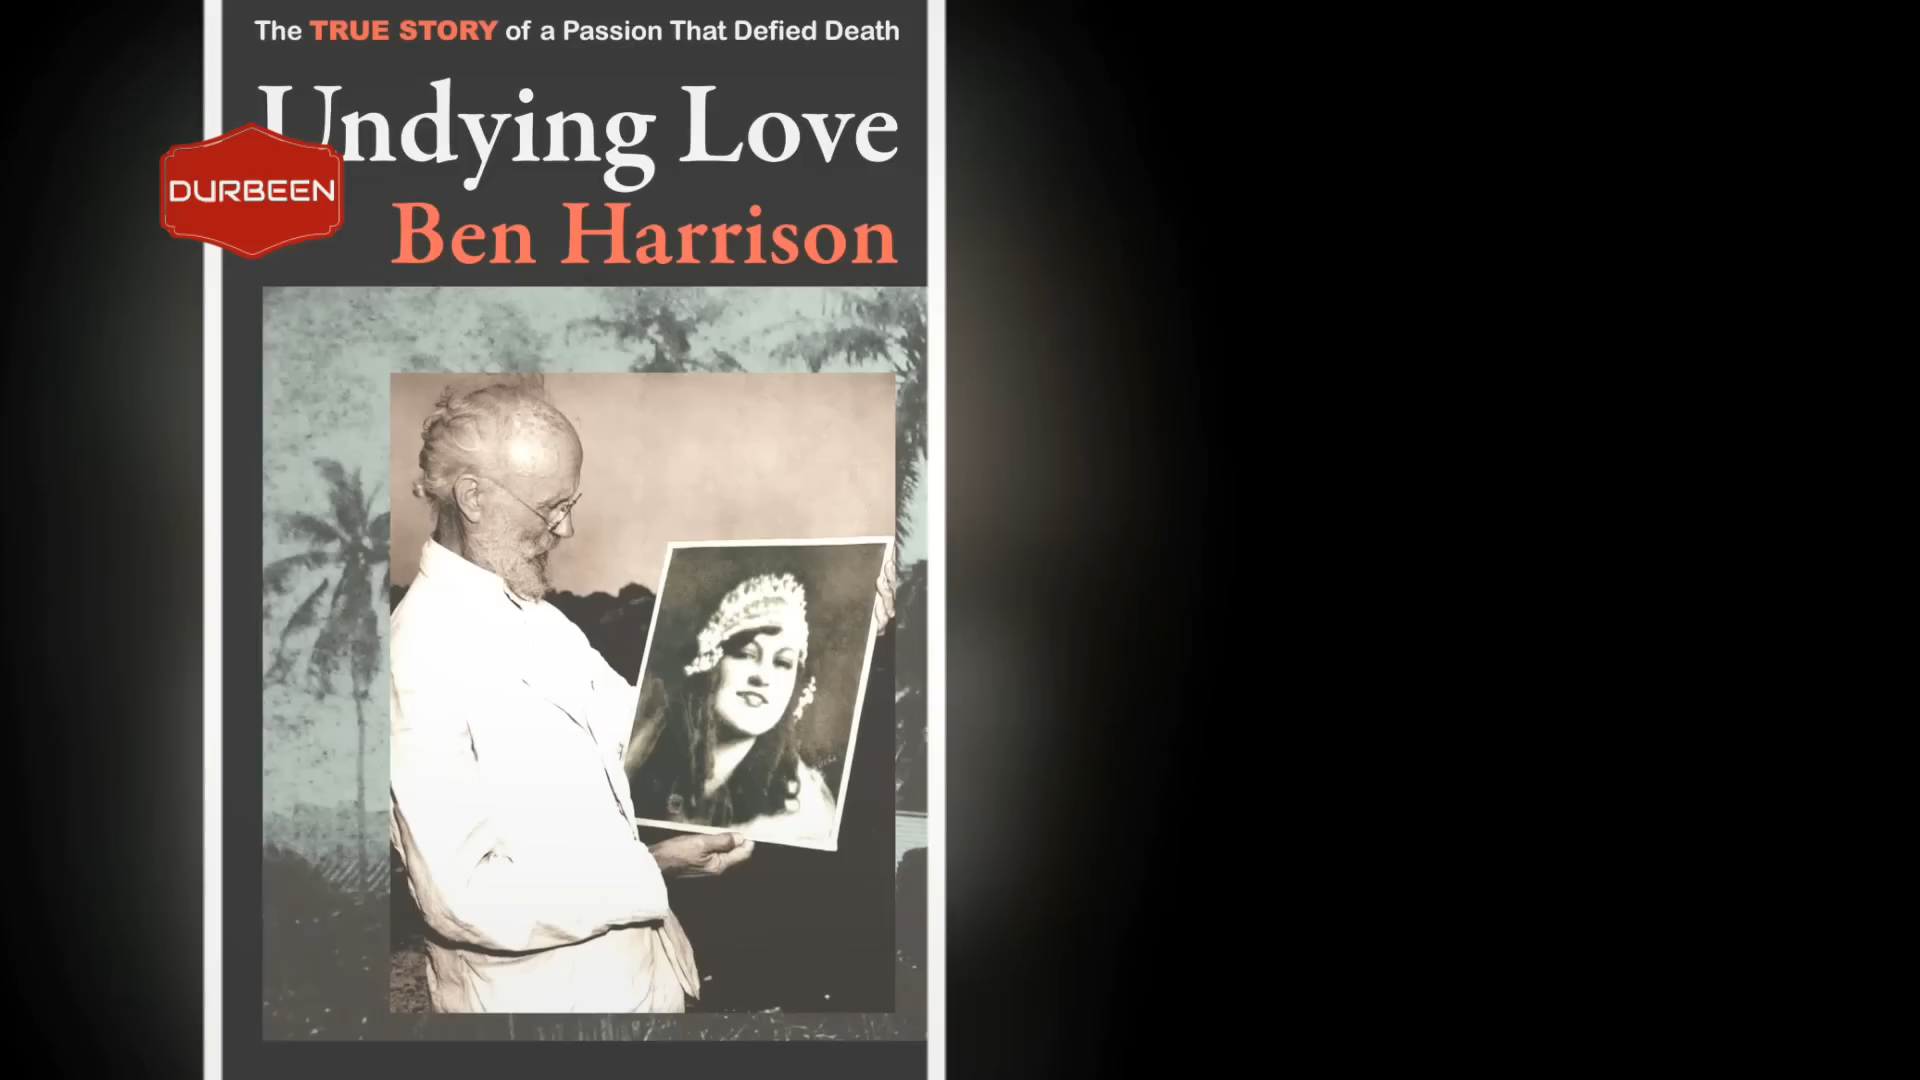 The TRUE STORY of a Passion That Defied Death
Undying Love
DURBEEN
Ben Harrison